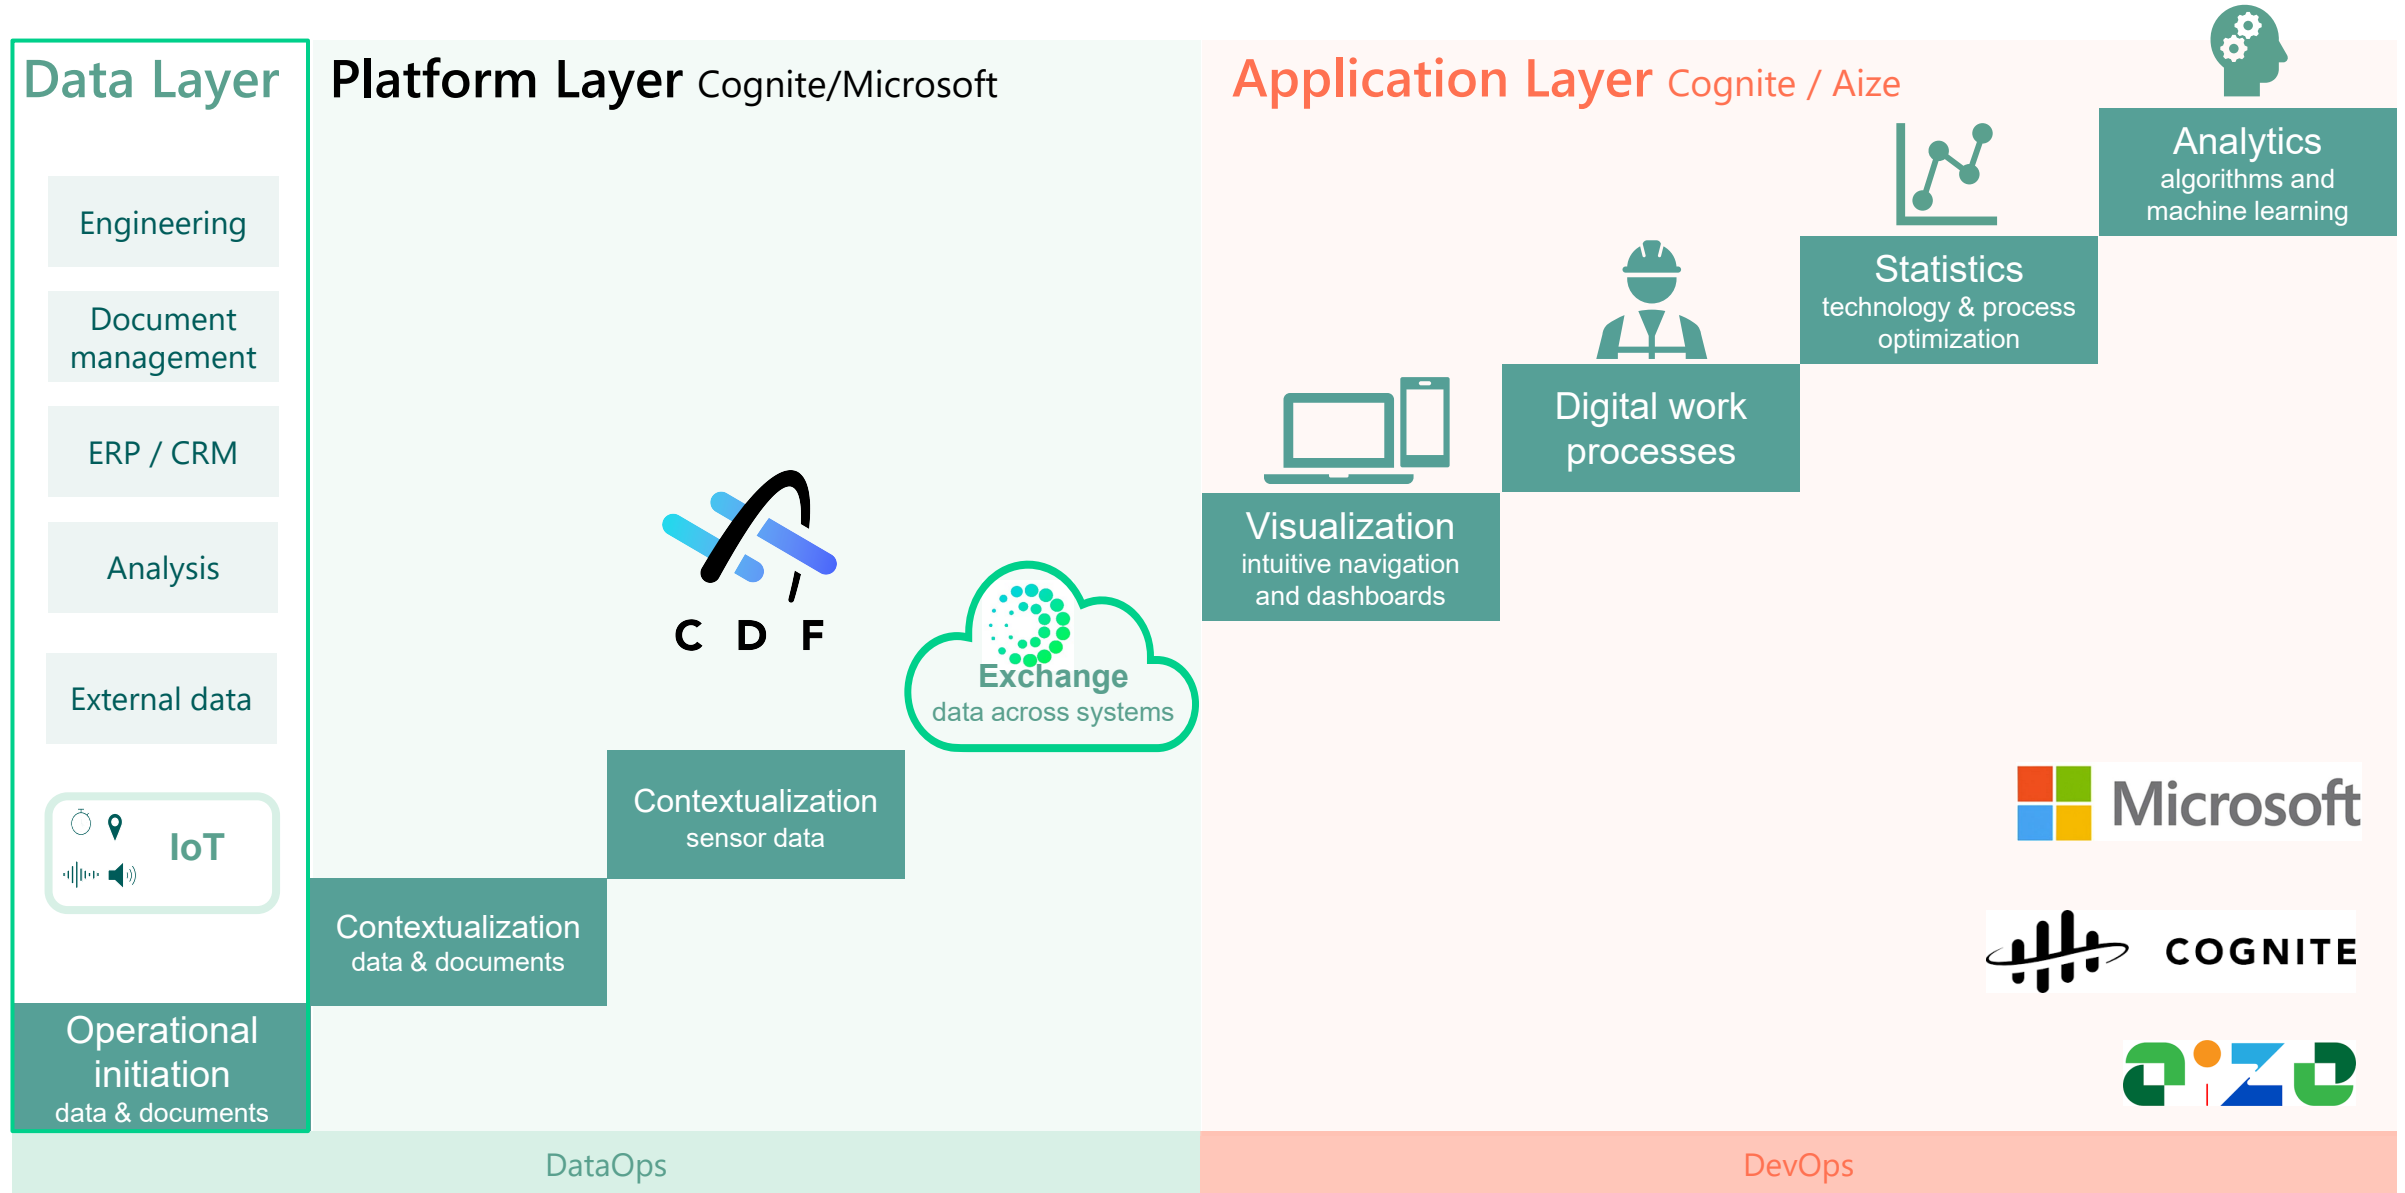 Data Layer
Engineering
Document
management
ERP / CRM
Analysis
External data
IoT
Operational
initiation
data & documents
Platform Layer Cognite/Microsoft
C D F
Exchange
data across systems
Contextualization
sensor data
Contextualization
data & documents
DataOps
Application Layer Cognite / Aize
Analytics
algorithms and
machine learning
Statistics
technology & process
optimization
Digital work
processes
Visualization
intuitive navigation
and dashboards
Microsoft
COGNITE
aize
DevOps